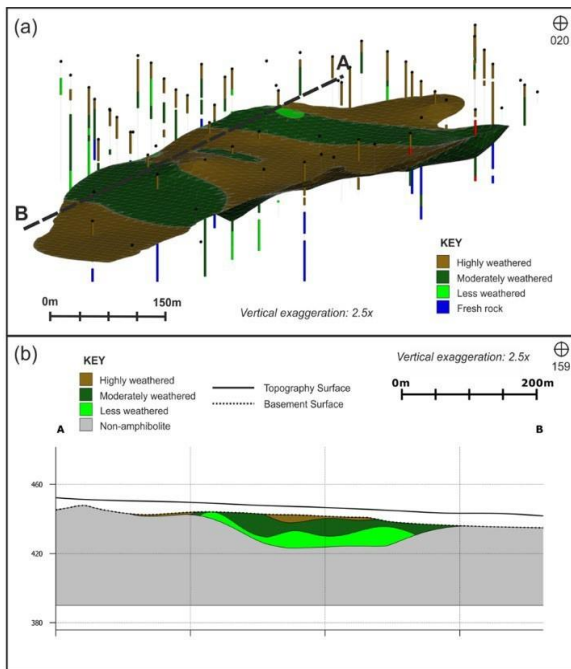 (a)
020
A
B
KEY
Highly weathered
Moderately weathered
Less weathered
Fresh rock
0m 150m
Vertical exaggeration: 2.5x
(b)
159
KEY
Highly weathered
Moderately weathered
Less weathered
Non-amphibolite
Topography Surface
Basement Surface
Vertical exaggeration: 2.5x
0m 200m
A B
460
420
380